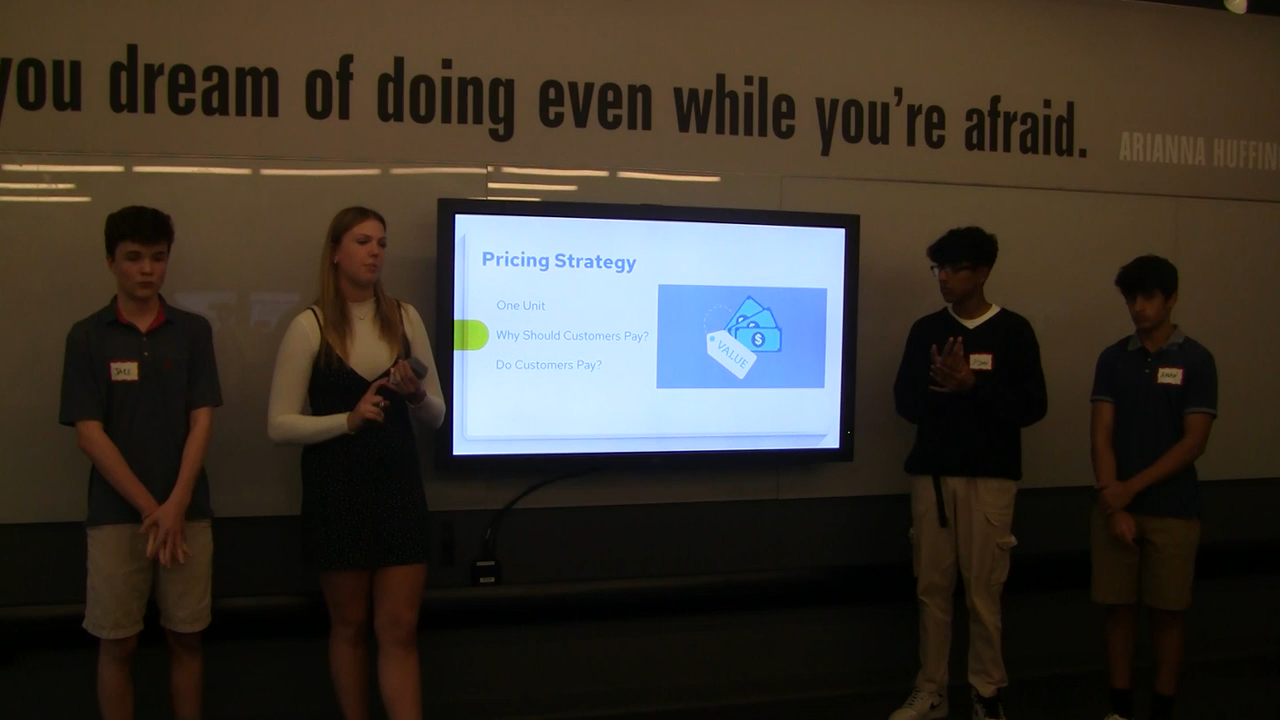 you dream of doing even while you're afraid.
ARIANNA HUFFIN
Pricing Strategy
One Unit
Why Should Customers Pay?
Do Customers Pay?
VALUE
$
JAKE